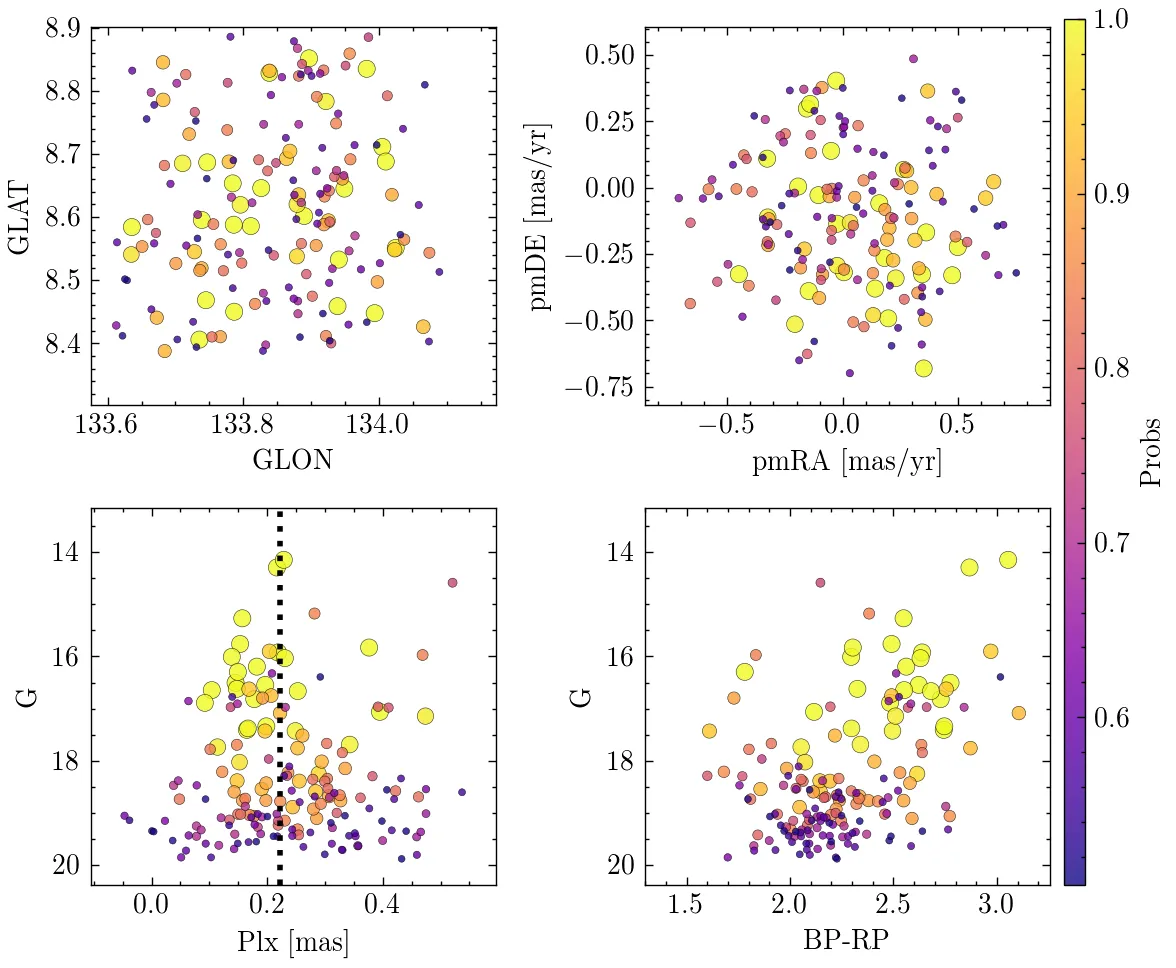 8.9
8.8
8.7
8.6
8.5
8.4
GLAT
133.6 133.8 134.0
GLON
0.50
0.25
0.00
−0.25
−0.50
−0.75
pmDE [mas/yr]
−0.5 0.0 0.5
pmRA [mas/yr]
14
16
18
20
G
0.0 0.2 0.4
Plx [mas]
14
16
18
20
G
1.5 2.0 2.5 3.0
BP-RP
1.0
0.9
0.8
0.7
0.6
Probs